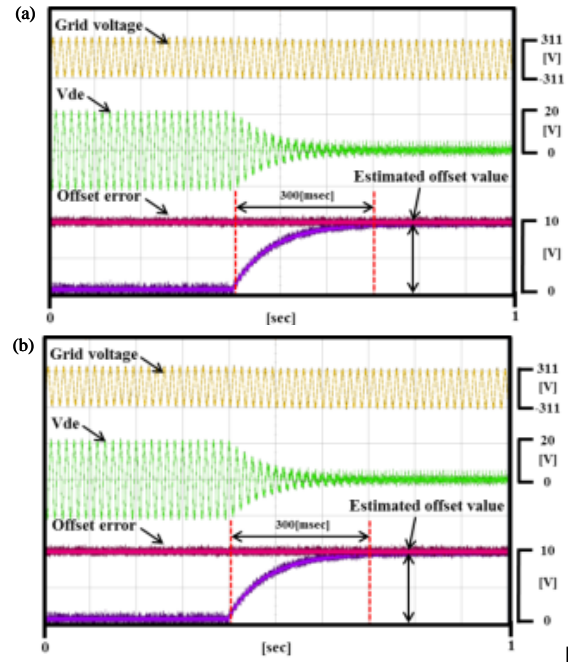 (a)
Grid voltage
311
[V]
-311
Vde
20
[V]
0
Estimated offset value
Offset error
300[msec]
10
[V]
0
0
[sec]
1
(b)
Grid voltage
311
[V]
-311
Vde
20
[V]
0
Estimated offset value
Offset error
300[msec]
10
[V]
0
0
[sec]
1